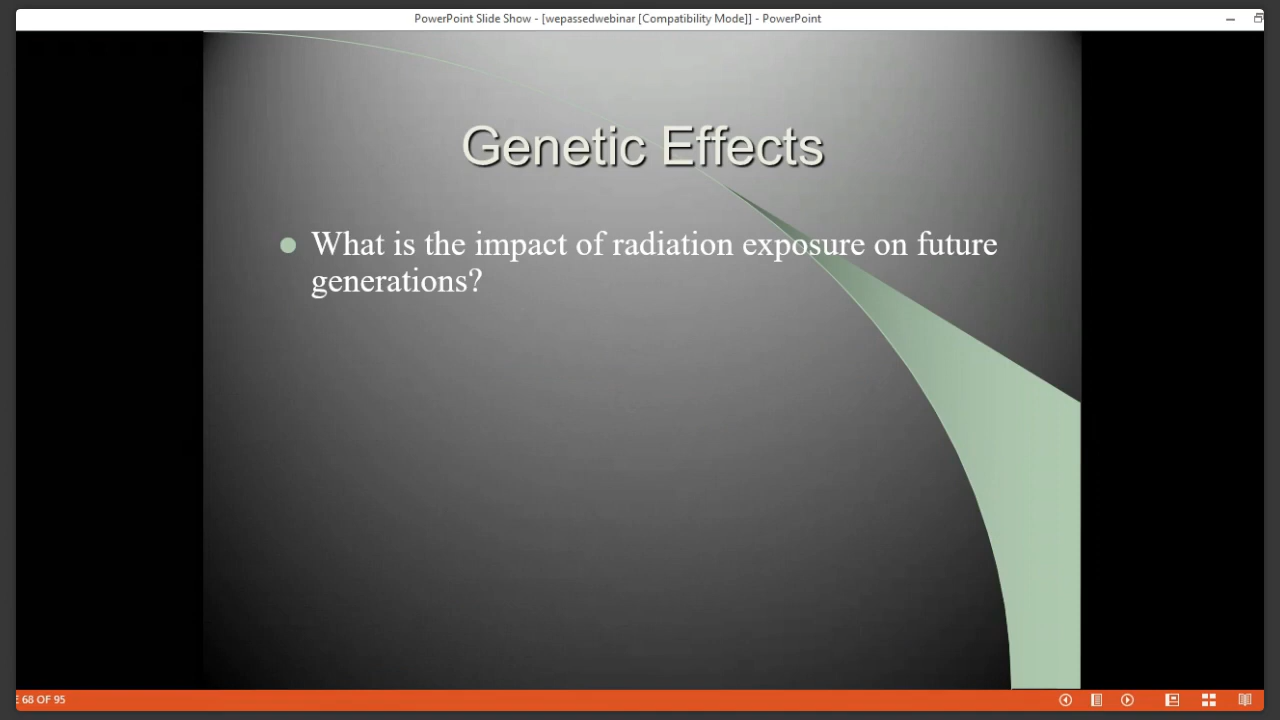 PowerPoint Slide Show - [wepassedwebinar [Compatibility Mode]] - PowerPoint
Genetic Effects
What is the impact of radiation exposure on future
generations?
E 68 OF 95